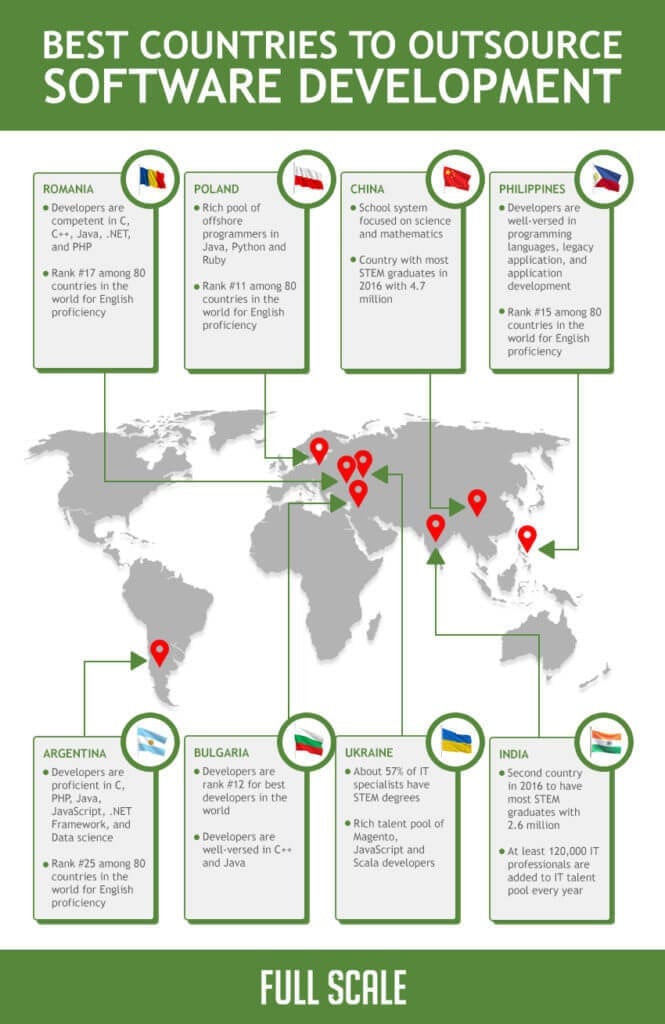 BEST COUNTRIES TO OUTSOURCE
SOFTWARE DEVELOPMENT
ROMANIA
Developers are
competent in C,
C++, Java, .NET,
and PHP
Rank #17 among 80
countries in the
world for English
proficiency
POLAND
Rich pool of
offshore
programmers in
Java, Python and
Ruby
Rank #11 among 80
countries in the
world for English
proficiency
CHINA
School system
focused on science
and mathematics
Country with most
STEM graduates in
2016 with 4.7
million
PHILIPPINES
Developers are
well-versed in
programming
languages, legacy
application, and
application
development
Rank #15 among 80
countries in the
world for English
proficiency
ARGENTINA
Developers are
proficient in C,
PHP, Java,
JavaScript, .NET
Framework, and
Data science
Rank #25 among 80
countries in the
world for English
proficiency
BULGARIA
Developers are
rank #12 for best
developers in the
world
Developers are
well-versed in C++
and Java
UKRAINE
About 57% of IT
specialists have
STEM degrees
Rich talent pool of
Magento,
JavaScript and
Scala developers
INDIA
Second country
in 2016 to have
most STEM
graduates with
2.6 million
At least 120,000 IT
professionals are
added to IT talent
pool every year
FULL SCALE